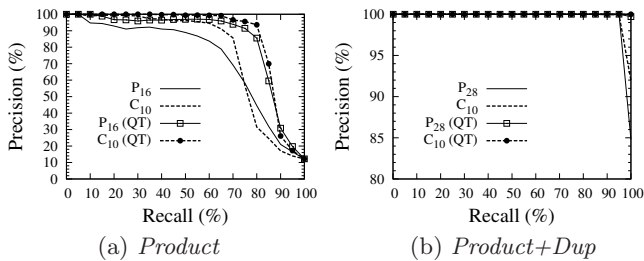 100
90
80
70
60
50
40
30
20
10
0
Precision (%)
P16
C10
P16 (QT)
C10 (QT)
0 10 20 30 40 50 60 70 80 90 100
Recall (%)
(a) Product
100
95
90
85
80
Precision (%)
P28
C10
P28 (QT)
C10 (QT)
0 10 20 30 40 50 60 70 80 90 100
Recall (%)
(b) Product+Dup